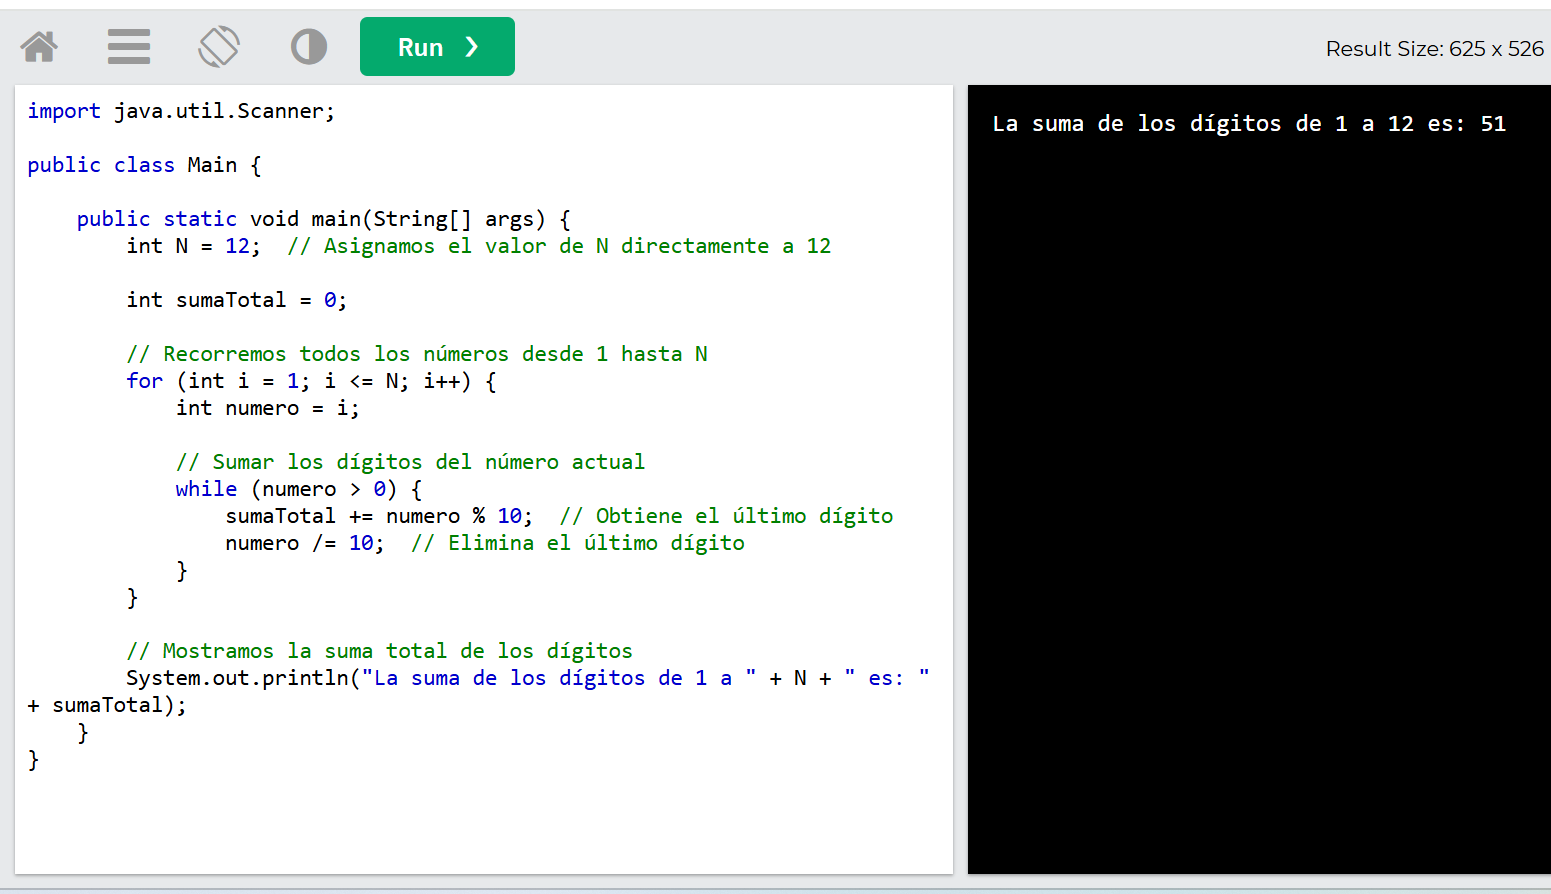 Run ❯
Result Size: 625 x 526
import java.util.Scanner;
public class Main {
    public static void main(String[] args) {
        int N = 12;  // Asignamos el valor de N directamente a 12
        int sumaTotal = 0;
        // Recorremos todos los números desde 1 hasta N
        for (int i = 1; i <= N; i++) {
            int numero = i;
            // Sumar los dígitos del número actual
            while (numero > 0) {
                sumaTotal += numero % 10;  // Obtiene el último dígito
                numero /= 10;  // Elimina el último dígito
            }
        }
        // Mostramos la suma total de los dígitos
        System.out.println("La suma de los dígitos de 1 a " + N + " es: "
+ sumaTotal);
    }
}
La suma de los dígitos de 1 a 12 es: 51